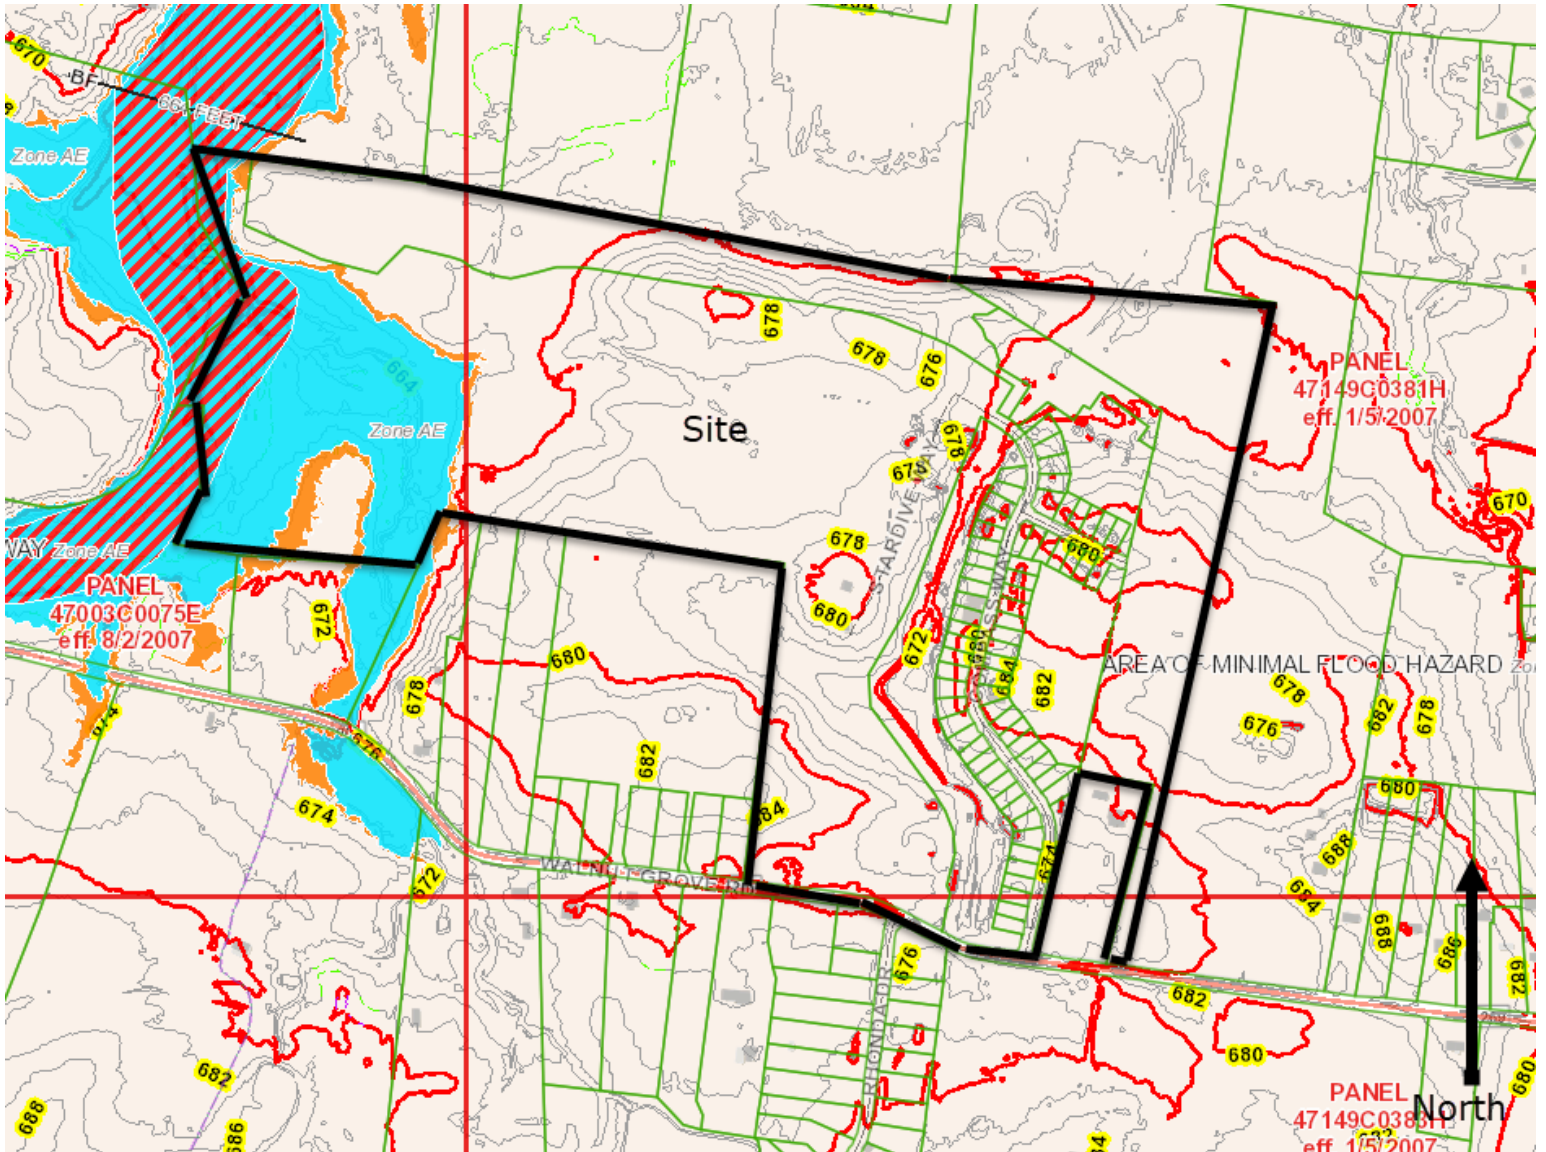 670
BF
661 FEET
Zone AE
664
Zone AE
678
678
676
Site
678
678
PANEL
47149C0381H
eff. 1/5/2007
670
STARDIVE WAY
678
680
680
WAY Zone AE
PANEL
47003C0075E
eff. 8/2/2007
672
680
672
680
684
682
AREA OF MINIMAL FLOOD HAZARD
678
678
682
678
676
674
676
682
674
684
680
688
672
WALNUT GROVE RD
674
684
688
686
682
676
682
RHONDA DR
680
682
688
686
680
PANEL
47149C0383H
eff. 1/5/2007
North